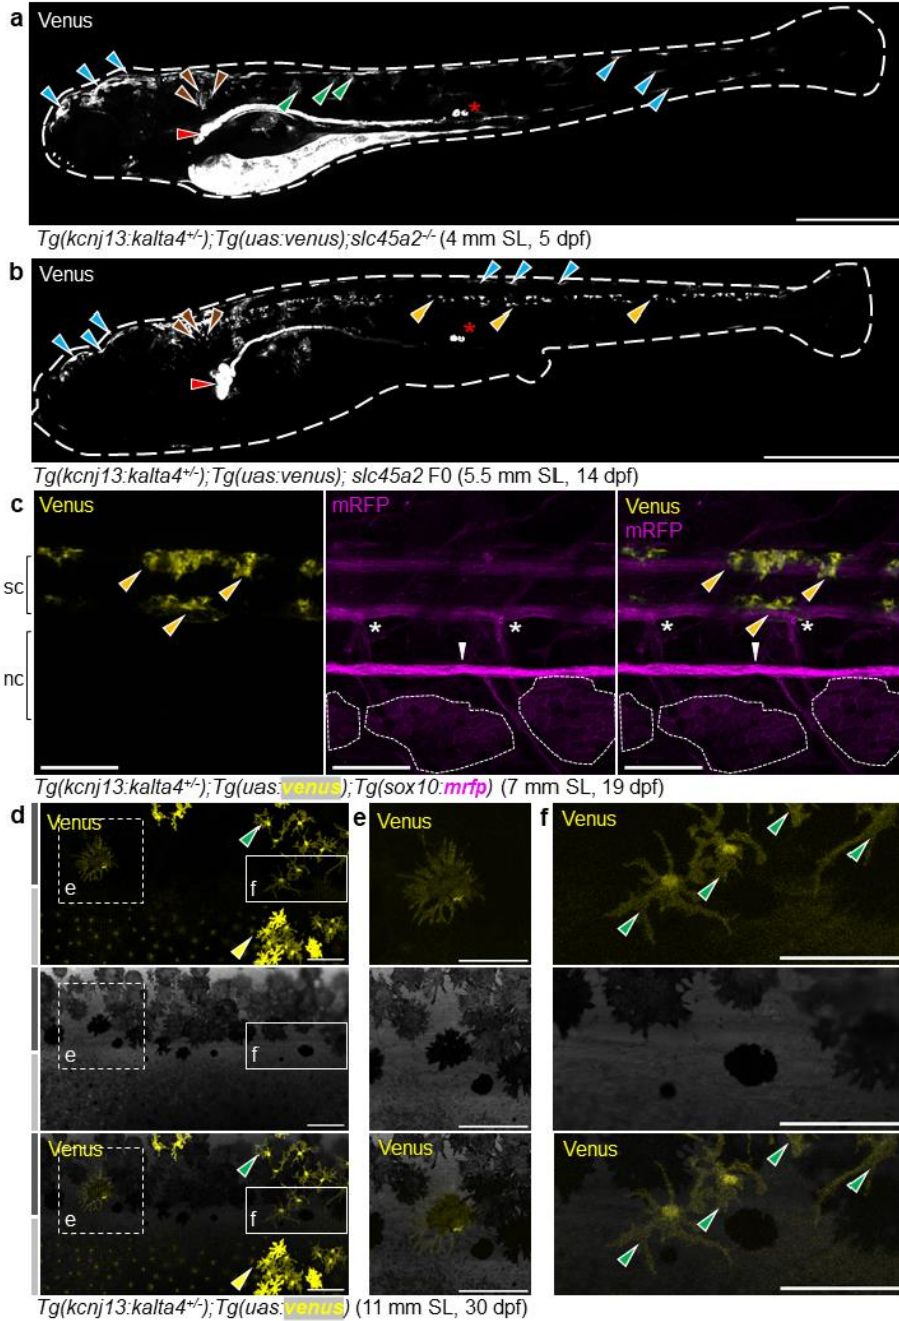 a Venus
*
Tg(kcnj13:kalta4+/-);Tg(uas:venus);slc45a2-/- (4 mm SL, 5 dpf)
b Venus
*
Tg(kcnj13:kalta4+/-);Tg(uas:venus); slc45a2 F0 (5.5 mm SL, 14 dpf)
c Venus mRFP Venus
mRFP
sc
* * *
nc
Tg(kcnj13:kalta4+/-);Tg(uas:venus);Tg(sox10:mrfp) (7 mm SL, 19 dpf)
d Venus e Venus f Venus
e f
e f
Venus Venus Venus
e f
Tg(kcnj13:kalta4+/-);Tg(uas:venus) (11 mm SL, 30 dpf)